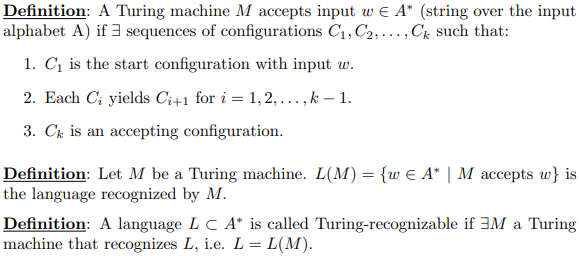 Definition: A Turing machine M accepts input w ∈ A* (string over the input
alphabet A) if ∃ sequences of configurations C₁, C₂, . . . , Cₖ such that:
1. C₁ is the start configuration with input w.
2. Each Cᵢ yields Cᵢ₊₁ for i = 1, 2, . . . , k − 1.
3. Cₖ is an accepting configuration.
Definition: Let M be a Turing machine. L(M) = {w ∈ A* | M accepts w} is
the language recognized by M.
Definition: A language L ⊂ A* is called Turing-recognizable if ∃M a Turing
machine that recognizes L, i.e. L = L(M).